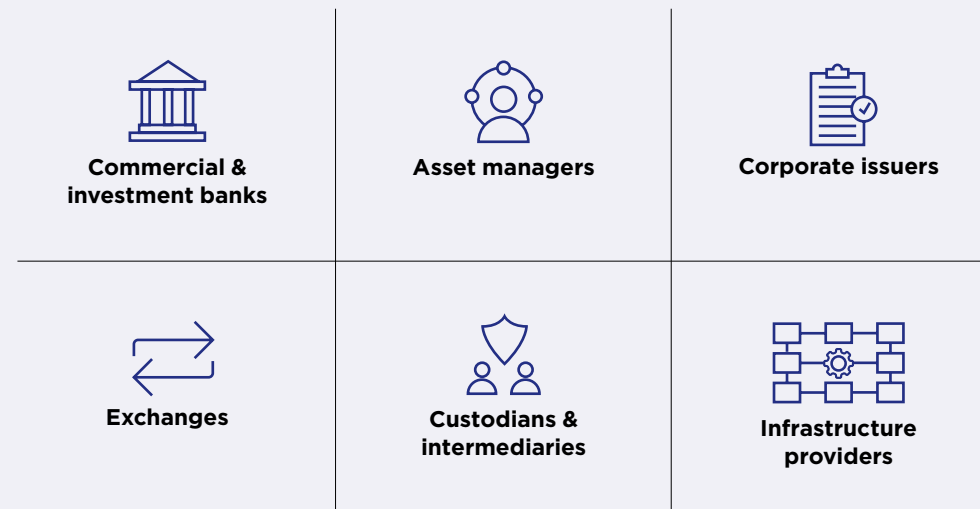 Commercial &
investment banks
Asset managers
Corporate issuers
Exchanges
Custodians &
intermediaries
Infrastructure
providers